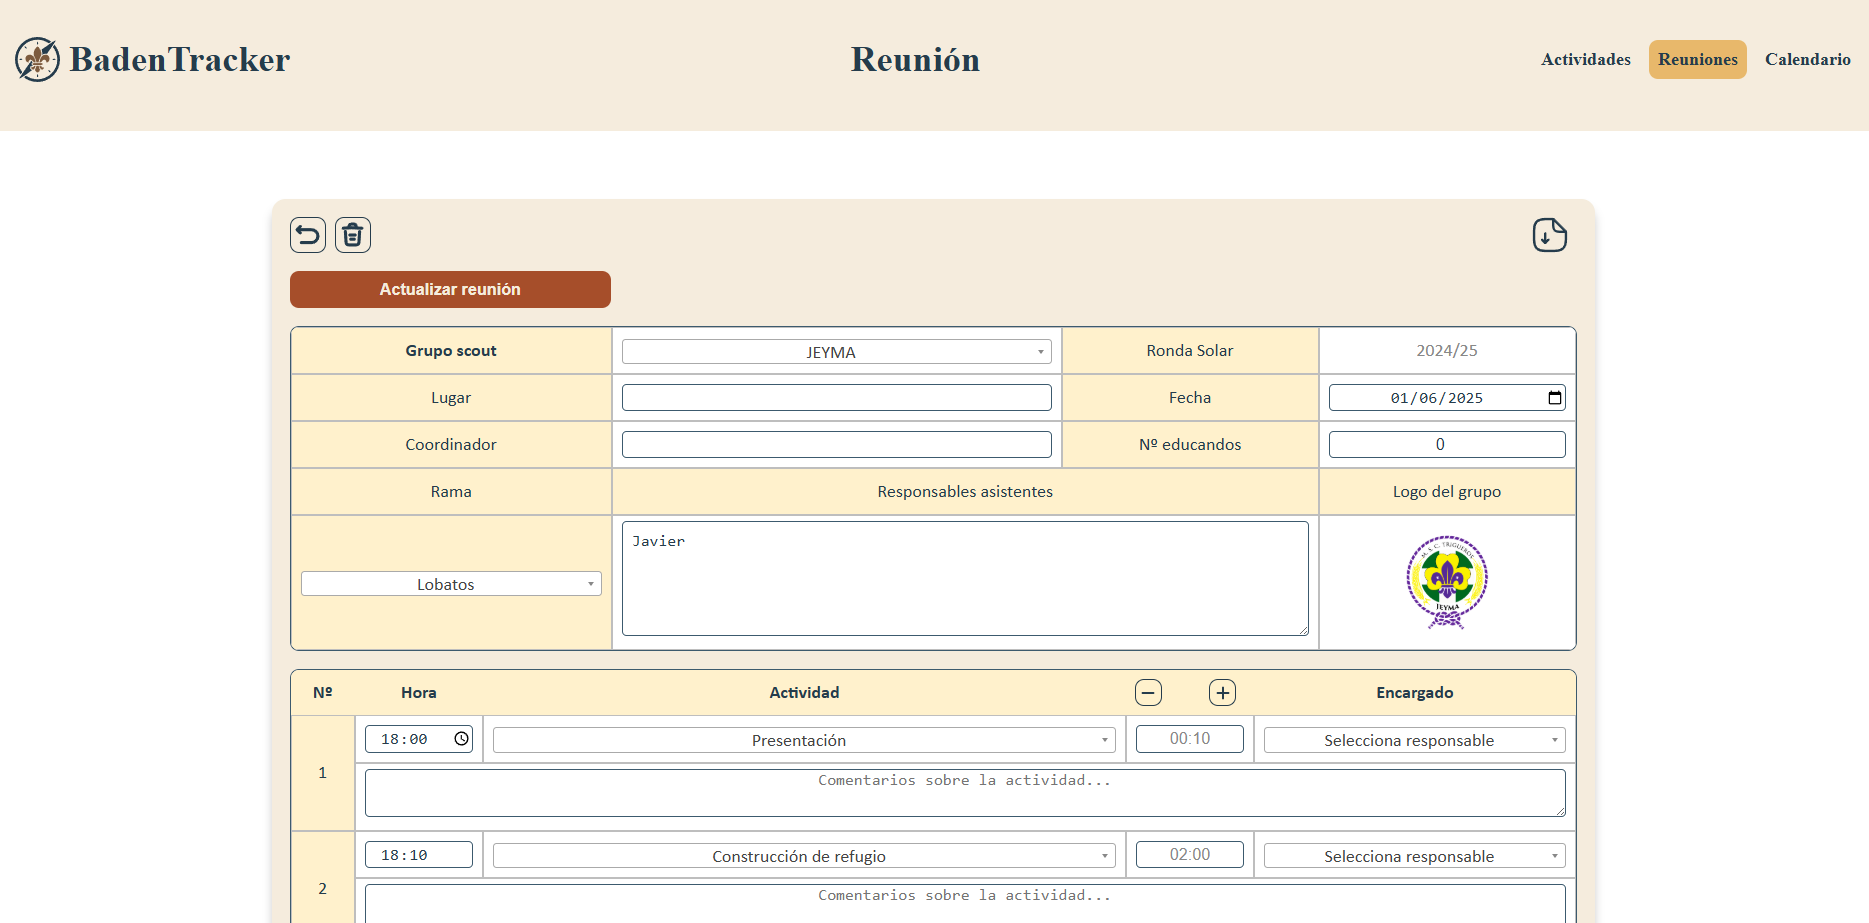 BadenTracker
Reunión
Actividades
Reuniones
Calendario
Actualizar reunión
Grupo scout
JEYMA
Ronda Solar
2024/25
Lugar
Fecha
01/06/2025
Coordinador
Nº educandos
0
Rama
Responsables asistentes
Logo del grupo
Lobatos
Javier
M. S. C. TRIGUEROS
JEYMA
Nº
Hora
Actividad
Encargado
1
18:00
Presentación
00:10
Selecciona responsable
Comentarios sobre la actividad...
2
18:10
Construcción de refugio
02:00
Selecciona responsable
Comentarios sobre la actividad...